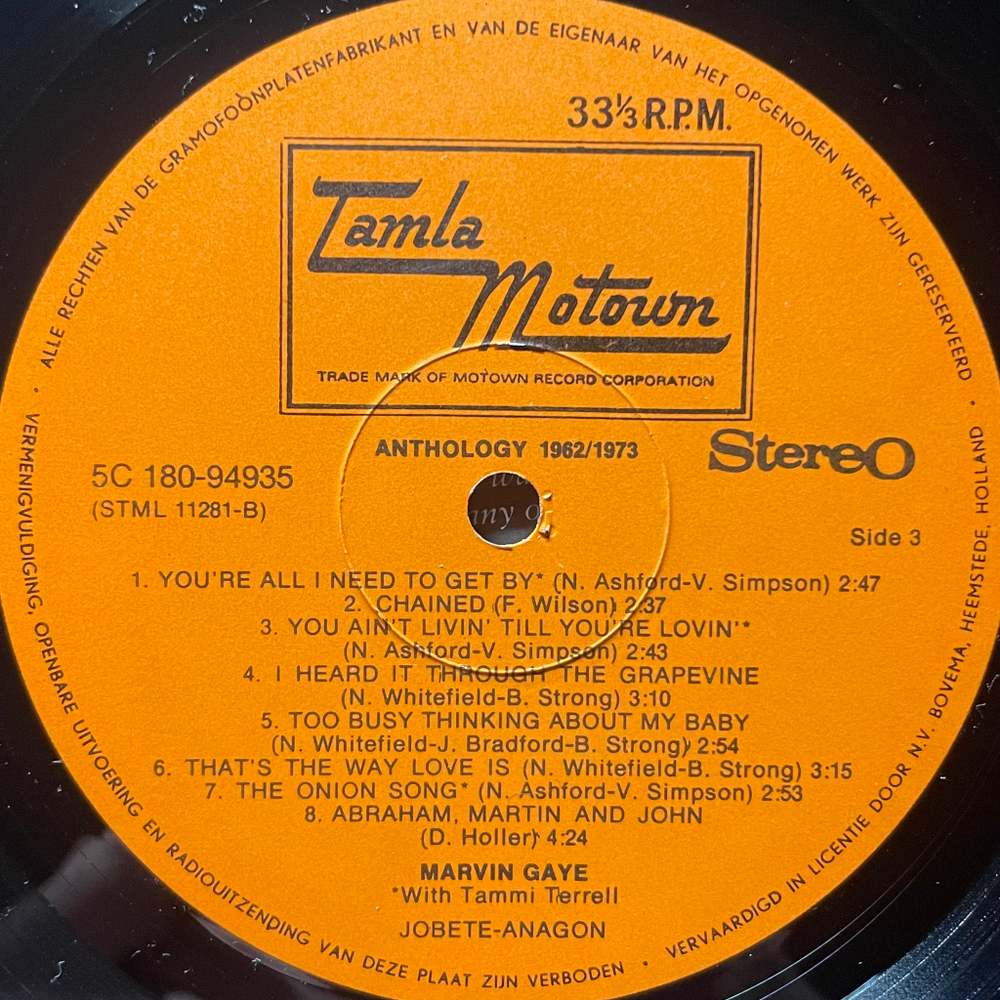 ALLE RECHTEN VAN DE GRAMOFOONPLATENFABRIKANT EN VAN DE EIGENAAR VAN HET OPGENOMEN WERK ZIJN GERESERVEERD
33⅓ R.P.M.
Tamla
Motown
TRADE MARK OF MOTOWN RECORD CORPORATION
ANTHOLOGY 1962/1973
Stereo
5C 180-94935
(STML 11281-B)
Side 3
1. YOU'RE ALL I NEED TO GET BY* (N. Ashford-V. Simpson) 2:47
2. CHAINED (F. Wilson) 2:37
3. YOU AIN'T LIVIN' TILL YOU'RE LOVIN'*
(N. Ashford-V. Simpson) 2:43
4. I HEARD IT THROUGH THE GRAPEVINE
(N. Whitefield-B. Strong) 3:10
5. TOO BUSY THINKING ABOUT MY BABY
(N. Whitefield-J. Bradford-B. Strong) 2:54
6. THAT'S THE WAY LOVE IS (N. Whitefield-B. Strong) 3:15
7. THE ONION SONG* (N. Ashford-V. Simpson) 2:53
8. ABRAHAM, MARTIN AND JOHN
(D. Holler) 4:24
MARVIN GAYE
*With Tammi Terrell
JOBETE-ANAGON
VERMENIGVULDIGING, OPENBARE UITVOERING EN RADIOUITZENDING VAN DEZE PLAAT ZIJN VERBODEN
VERVAARDIGD IN LICENTIE DOOR N.V. BOVEMA, HEEMSTEDE, HOLLAND